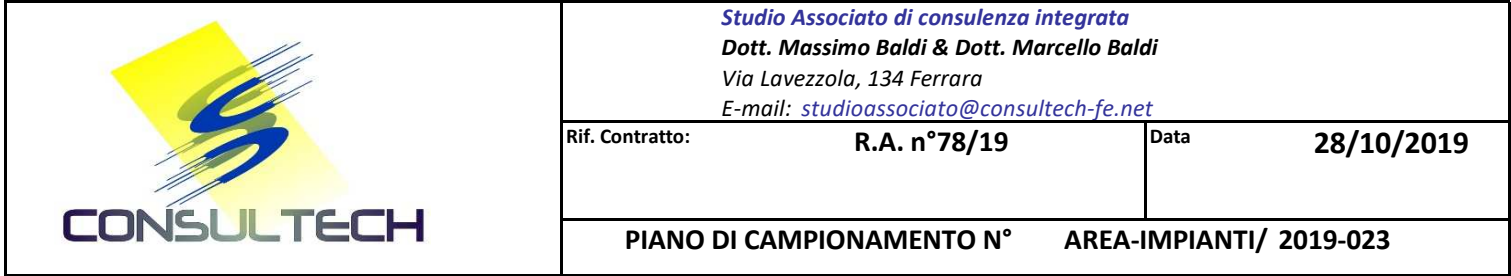 Studio Associato di consulenza integrata
Dott. Massimo Baldi & Dott. Marcello Baldi
Via Lavezzola, 134 Ferrara
E-mail: studioassociato@consultech-fe.net
CONSULTECH
Rif. Contratto: R.A. n°78/19 Data 28/10/2019
PIANO DI CAMPIONAMENTO N° AREA-IMPIANTI/ 2019-023